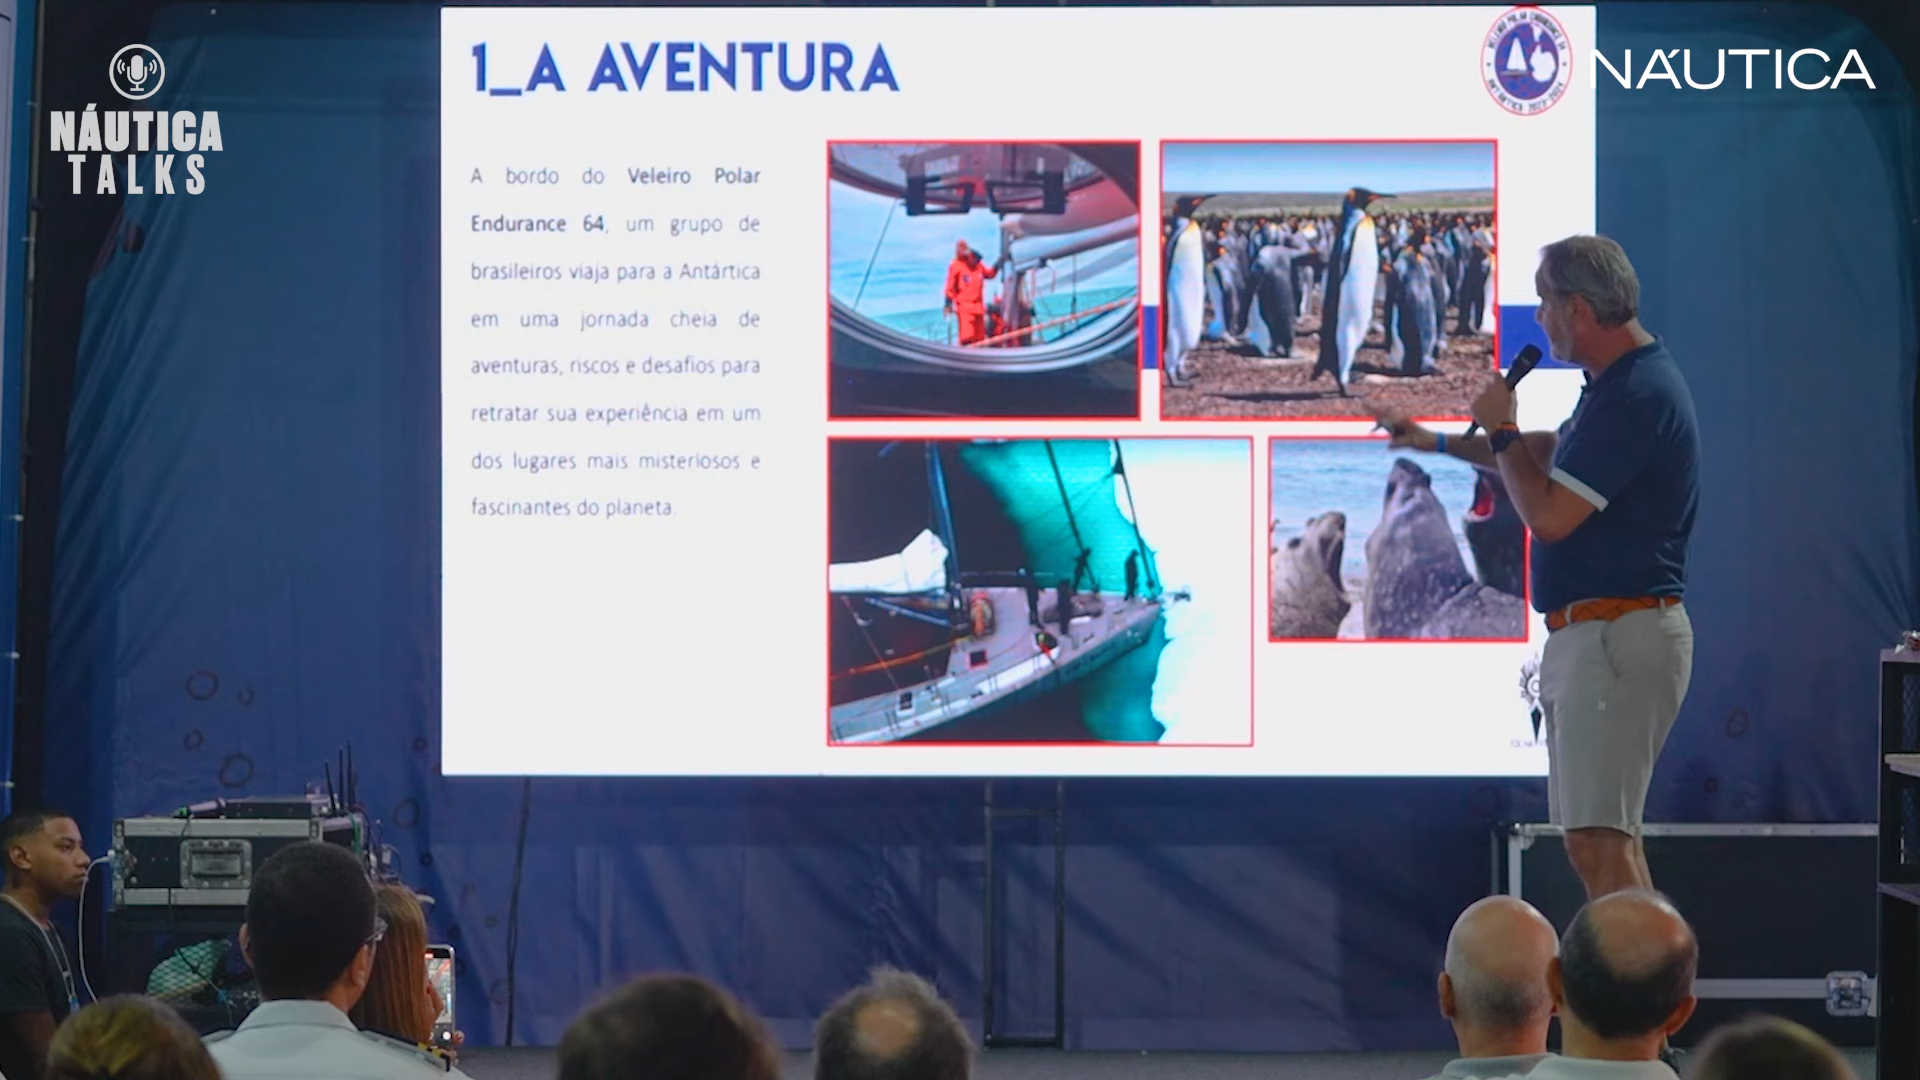 NÁUTICA
TALKS
1_A AVENTURA
NÁUTICA
A bordo do Veleiro Polar
Endurance 64, um grupo de
brasileiros viaja para a Antártica
em uma jornada cheia de
aventuras, riscos e desafios para
retratar sua experiência em um
dos lugares mais misteriosos e
fascinantes do planeta.